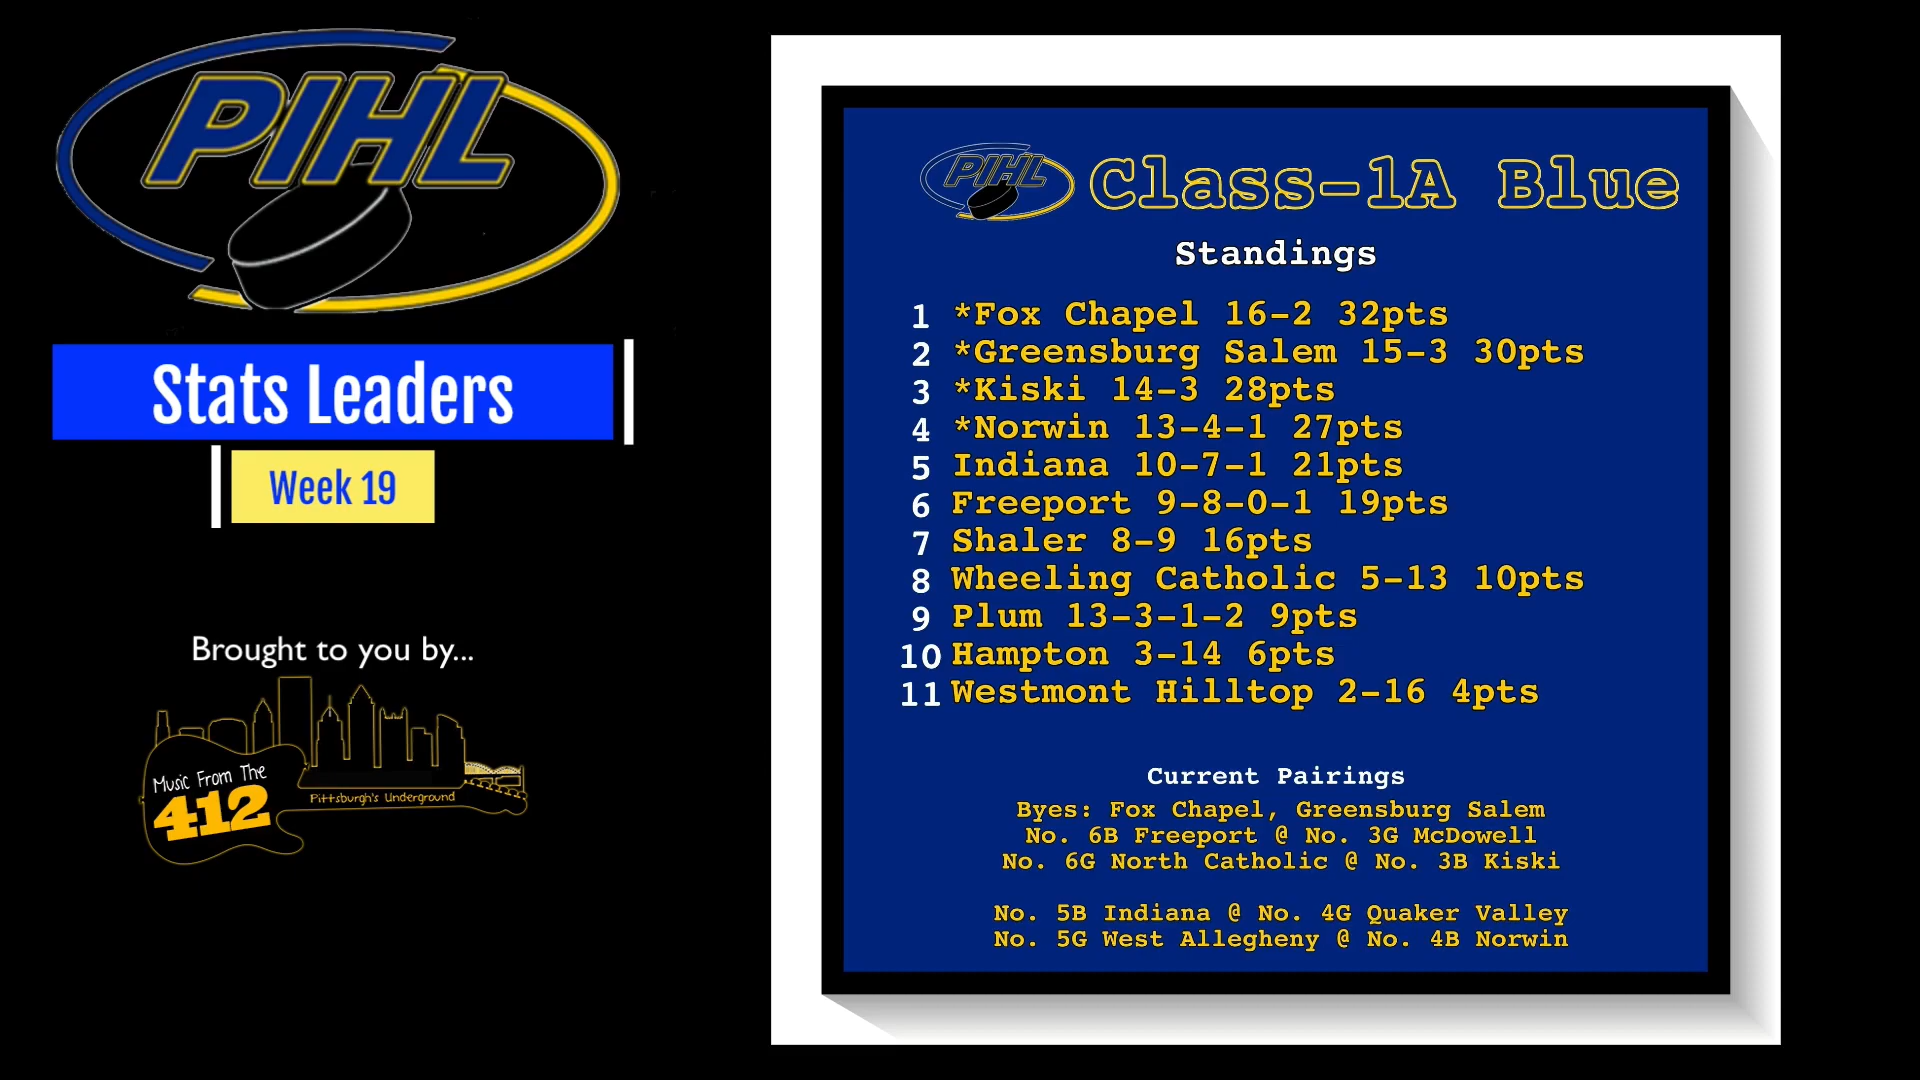 PIHL
Stats Leaders
Week 19
Brought to you by...
Music From The
412
Pittsburgh's Underground
PIHL
Class-1A Blue
Standings
1 *Fox Chapel 16-2 32pts
2 *Greensburg Salem 15-3 30pts
3 *Kiski 14-3 28pts
4 *Norwin 13-4-1 27pts
5 Indiana 10-7-1 21pts
6 Freeport 9-8-0-1 19pts
7 Shaler 8-9 16pts
8 Wheeling Catholic 5-13 10pts
9 Plum 13-3-1-2 9pts
10 Hampton 3-14 6pts
11 Westmont Hilltop 2-16 4pts
Current Pairings
Byes: Fox Chapel, Greensburg Salem
No. 6B Freeport @ No. 3G McDowell
No. 6G North Catholic @ No. 3B Kiski
No. 5B Indiana @ No. 4G Quaker Valley
No. 5G West Allegheny @ No. 4B Norwin